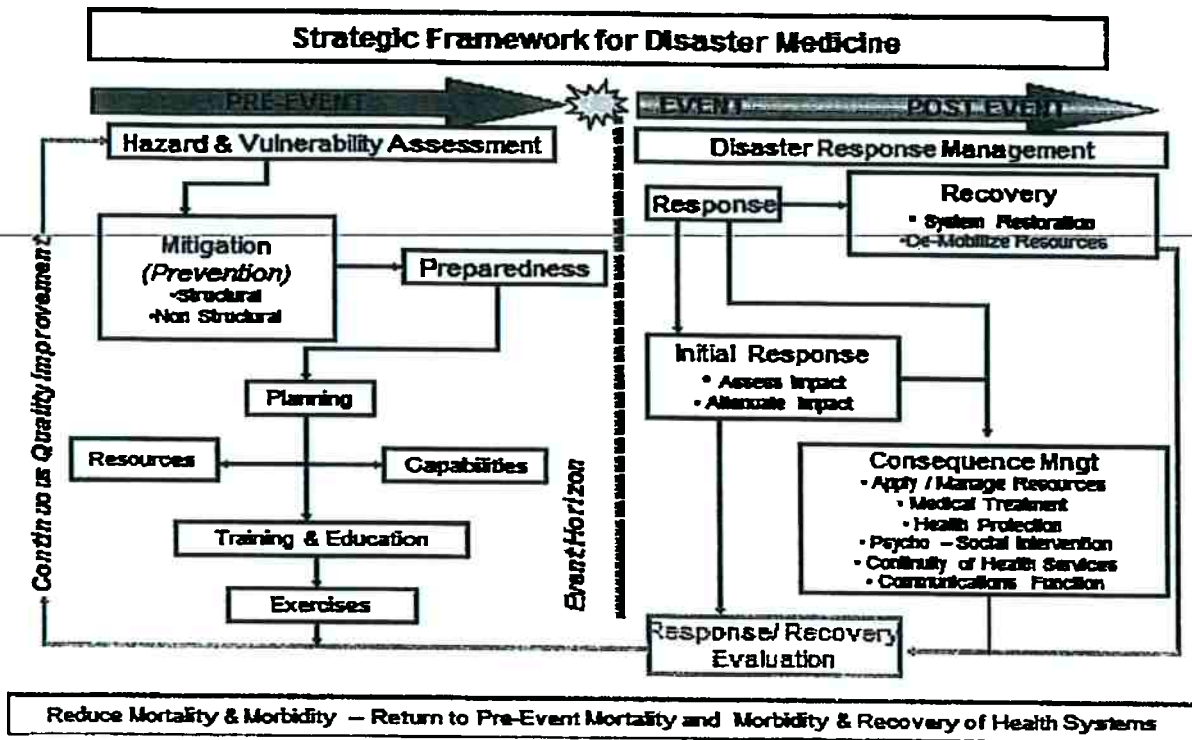 Strategic Framework for Disaster Medicine
PRE-EVENT
EVENT
POST EVENT
Hazard & Vulnerability Assessment
Mitigation
(Prevention)
•Structural
•Non Structural
Preparedness
Planning
Resources
Capabilities
Training & Education
Exercises
Continuous Quality Improvement
Event Horizon
Disaster Response Management
Response
Recovery
• System Restoration
•De-Mobilize Resources
Initial Response
• Assess Impact
• Attenuate Impact
Consequence Mngt
• Apply / Manage Resources
• Medical Treatment
• Health Protection
• Psycho – Social Intervention
• Continuity of Health Services
• Communications Function
Response/ Recovery
Evaluation
Reduce Mortality & Morbidity – Return to Pre-Event Mortality and Morbidity & Recovery of Health Systems